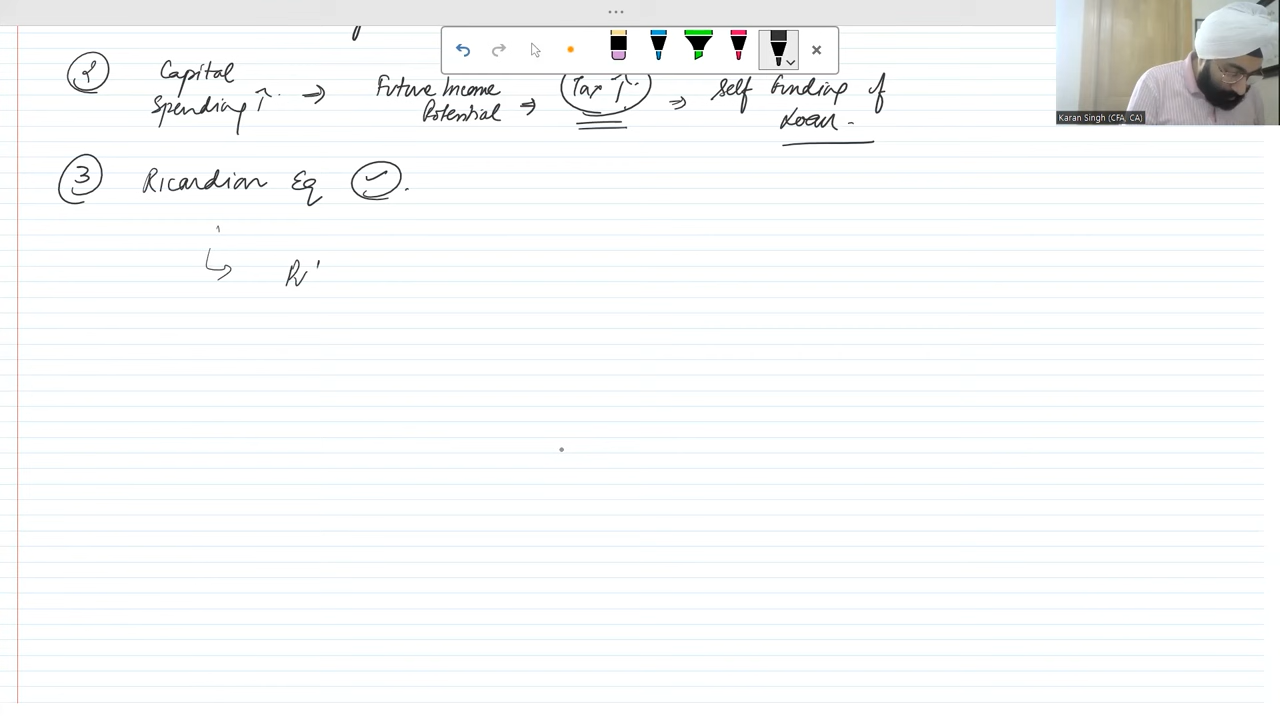 ② Capital Spending ↑ ⇒ Future Income Potential ⇒ Tax ↑ ⇒ Self Funding of Loan.
③ Ricardian Eq ✓.
Karan Singh (CFA, CA)